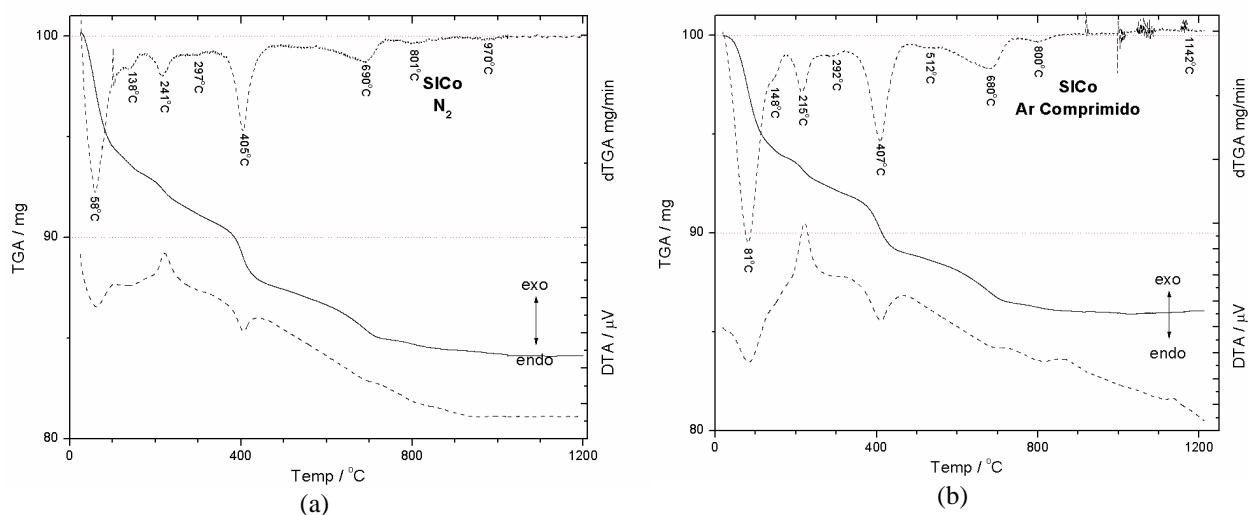 100
90
80
TGA / mg
0
400
800
1200
Temp / °C
dTGA mg/min
DTA / µV
58°C
138°C
241°C
297°C
405°C
690°C
801°C
970°C
SlCo
N₂
exo
endo
(a)
100
90
80
TGA / mg
0
400
800
1200
Temp / °C
dTGA mg/min
DTA / µV
81°C
148°C
215°C
292°C
407°C
512°C
680°C
800°C
1142°C
SlCo
Ar Comprimido
exo
endo
(b)